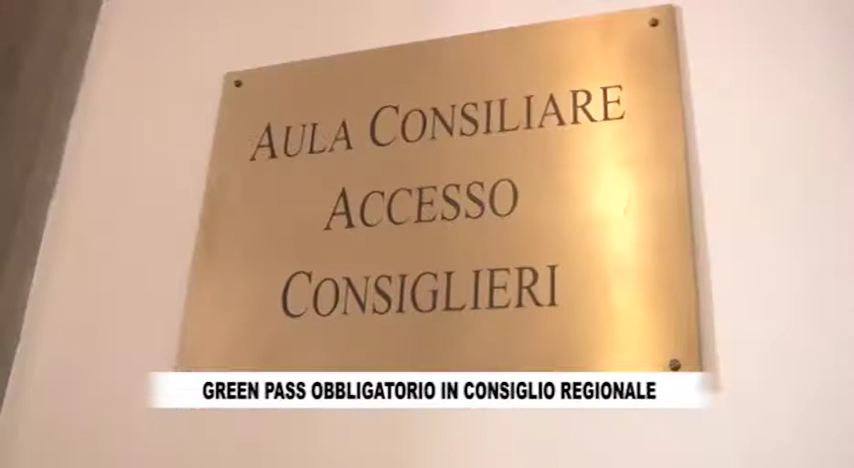 AULA CONSILIARE
ACCESSO
CONSIGLIERI
GREEN PASS OBBLIGATORIO IN CONSIGLIO REGIONALE